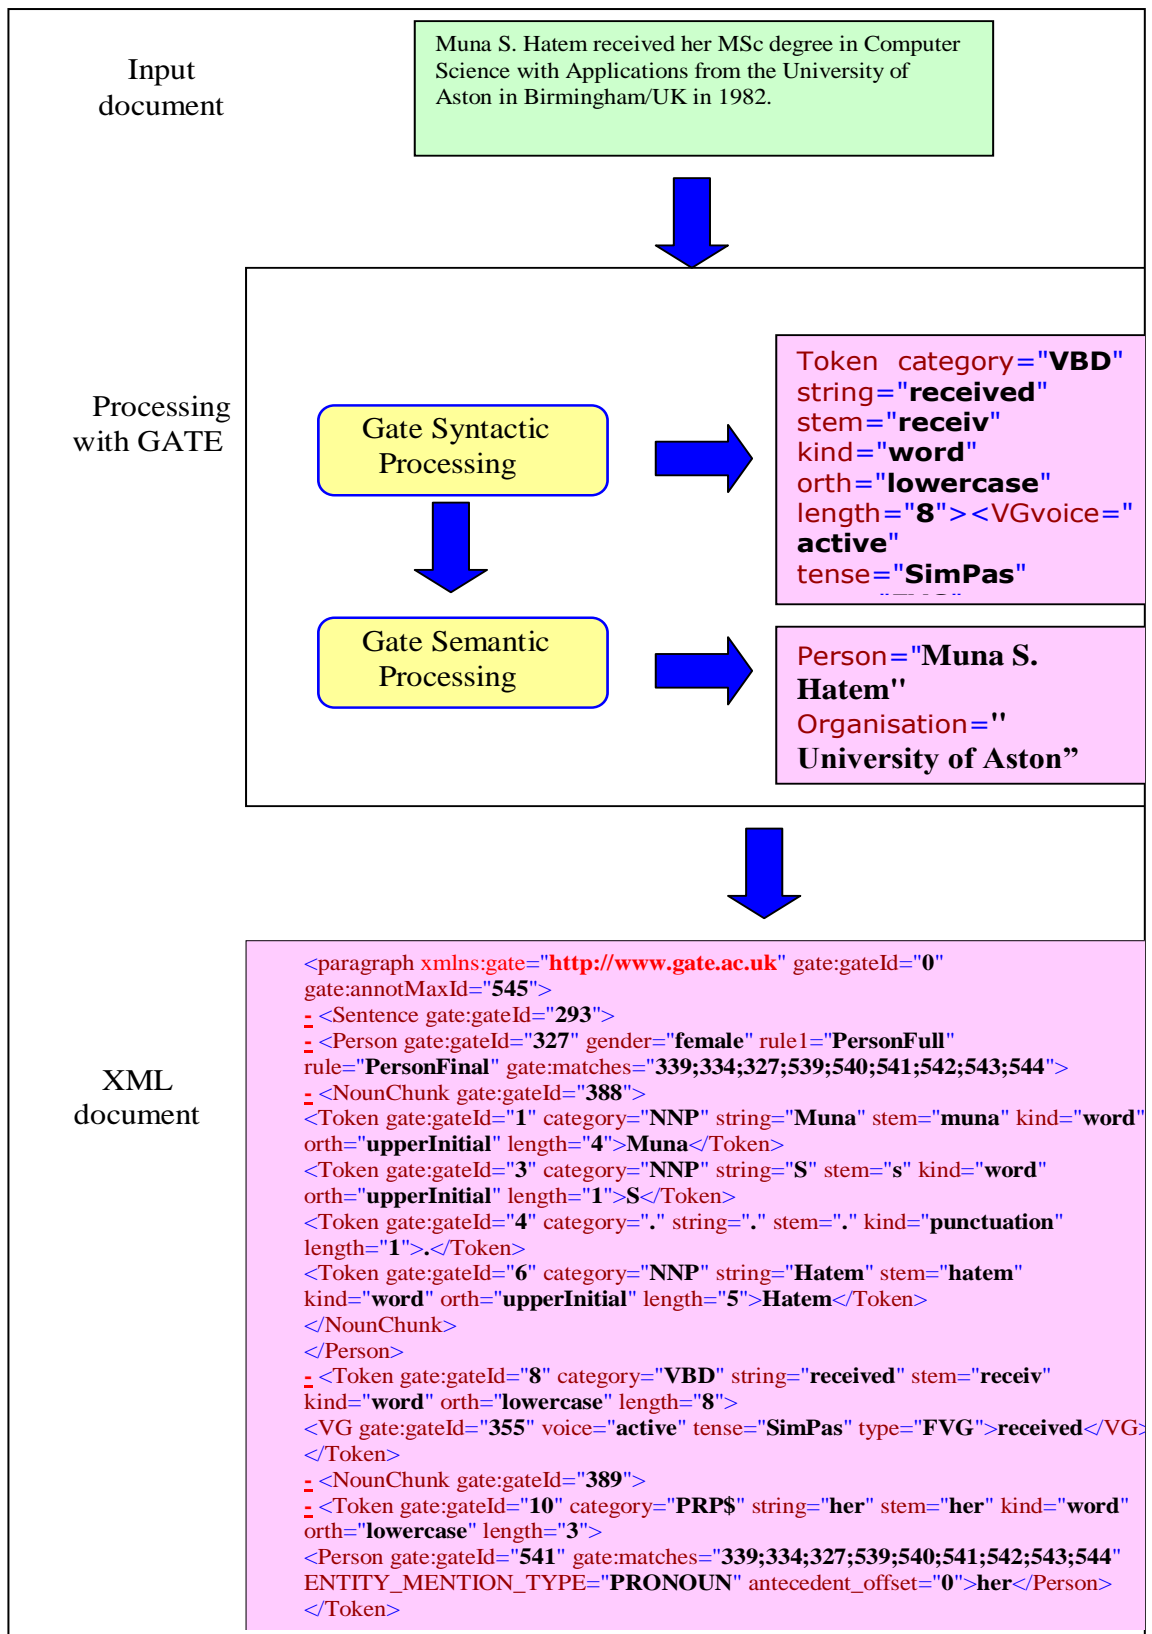 Input
document
Muna S. Hatem received her MSc degree in Computer
Science with Applications from the University of
Aston in Birmingham/UK in 1982.
Processing
with GATE
Gate Syntactic
Processing
Token category="VBD"
string="received"
stem="receiv"
kind="word"
orth="lowercase"
length="8"><VGvoice="
active"
tense="SimPas"
Gate Semantic
Processing
Person="Muna S.
Hatem"
Organisation="
University of Aston”
XML
document
<paragraph xmlns:gate="http://www.gate.ac.uk" gate:gateId="0"
gate:annotMaxId="545">
- <Sentence gate:gateId="293">
- <Person gate:gateId="327" gender="female" rule1="PersonFull"
rule="PersonFinal" gate:matches="339;334;327;539;540;541;542;543;544">
- <NounChunk gate:gateId="388">
<Token gate:gateId="1" category="NNP" string="Muna" stem="muna" kind="word"
orth="upperInitial" length="4">Muna</Token>
<Token gate:gateId="3" category="NNP" string="S" stem="s" kind="word"
orth="upperInitial" length="1">S</Token>
<Token gate:gateId="4" category="." string="." stem="." kind="punctuation"
length="1">.</Token>
<Token gate:gateId="6" category="NNP" string="Hatem" stem="hatem"
kind="word" orth="upperInitial" length="5">Hatem</Token>
</NounChunk>
</Person>
- <Token gate:gateId="8" category="VBD" string="received" stem="receiv"
kind="word" orth="lowercase" length="8">
<VG gate:gateId="355" voice="active" tense="SimPas" type="FVG">received</VG>
</Token>
- <NounChunk gate:gateId="389">
- <Token gate:gateId="10" category="PRP$" string="her" stem="her" kind="word"
orth="lowercase" length="3">
<Person gate:gateId="541" gate:matches="339;334;327;539;540;541;542;543;544"
ENTITY_MENTION_TYPE="PRONOUN" antecedent_offset="0">her</Person>
</Token>